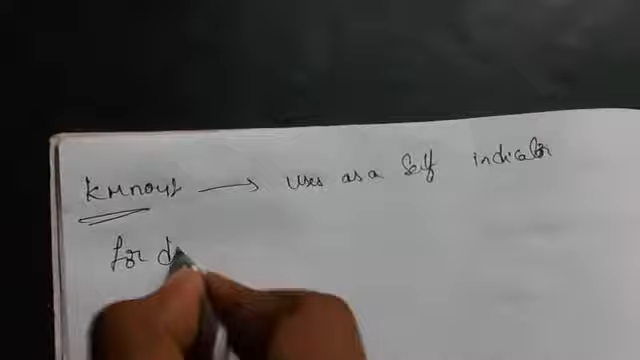 KMnO4 → Uses as a Self indicator
for d